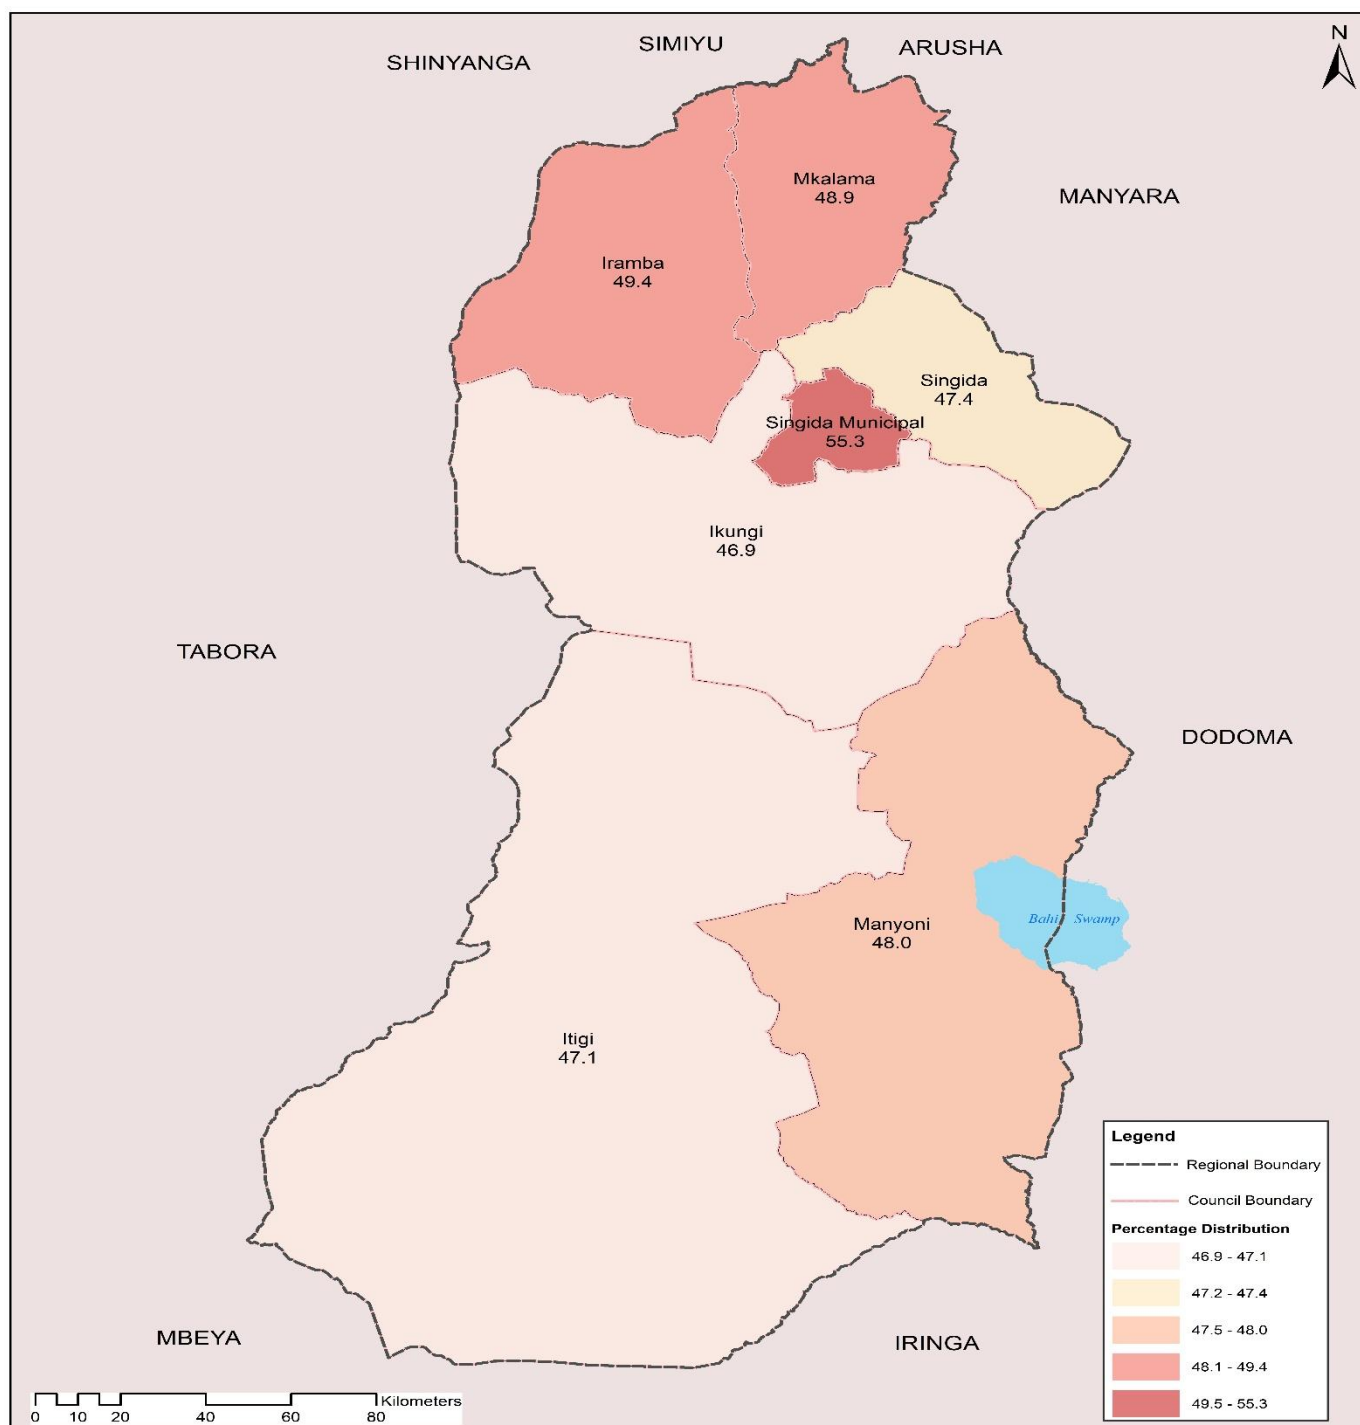 N
SIMIYU
ARUSHA
SHINYANGA
MANYARA
Mkalama
48.9
Iramba
49.4
Singida
47.4
Singida Municipal
55.3
Ikungi
46.9
TABORA
DODOMA
Bahi Swamp
Manyoni
48.0
Itigi
47.1
MBEYA
IRINGA
Legend
Regional Boundary
Council Boundary
Percentage Distribution
46.9 - 47.1
47.2 - 47.4
47.5 - 48.0
48.1 - 49.4
49.5 - 55.3
Kilometers
0 10 20 40 60 80